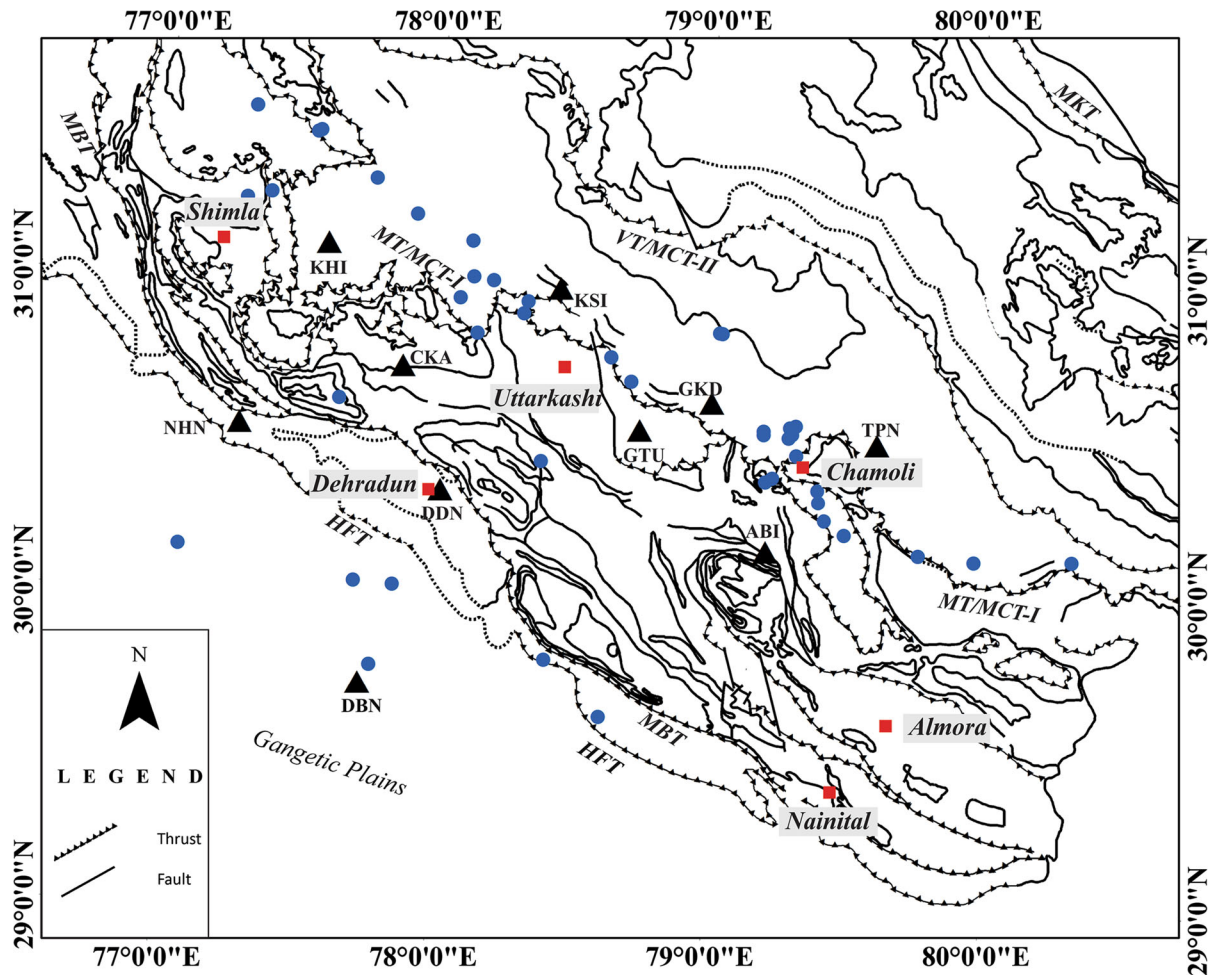 77°0'0"E
78°0'0"E
79°0'0"E
80°0'0"E
MKT
MBT
Shimla
KHI
MT/MCT-I
VT/MCT-II
31°0'0"N
31°0'0"N
KSI
CKA
Uttarkashi
GKD
NHN
GTU
TPN
Chamoli
Dehradun
DDN
HFT
ABI
30°0'0"N
30°0'0"N
MT/MCT-I
N
DBN
Gangetic Plains
MBT
HFT
Almora
LEGEND
Nainital
Thrust
Fault
29°0'0"N
29°0'0"N
77°0'0"E
78°0'0"E
79°0'0"E
80°0'0"E